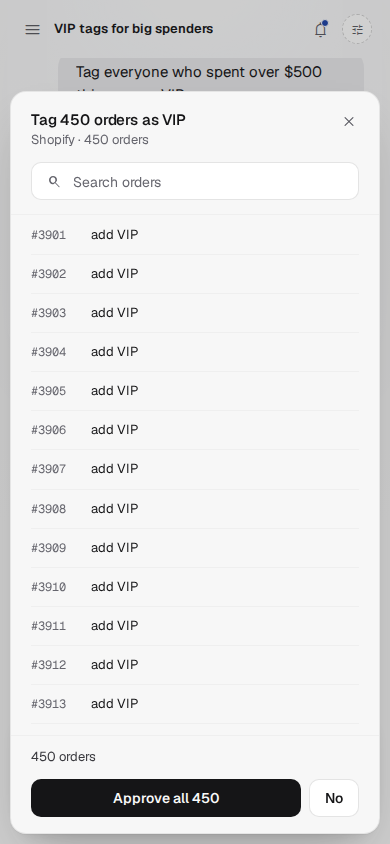 VIP tags for big spenders
Tag everyone who spent over $500
Tag 450 orders as VIP
Shopify · 450 orders
Search orders
#3901 add VIP
#3902 add VIP
#3903 add VIP
#3904 add VIP
#3905 add VIP
#3906 add VIP
#3907 add VIP
#3908 add VIP
#3909 add VIP
#3910 add VIP
#3911 add VIP
#3912 add VIP
#3913 add VIP
450 orders
Approve all 450
No